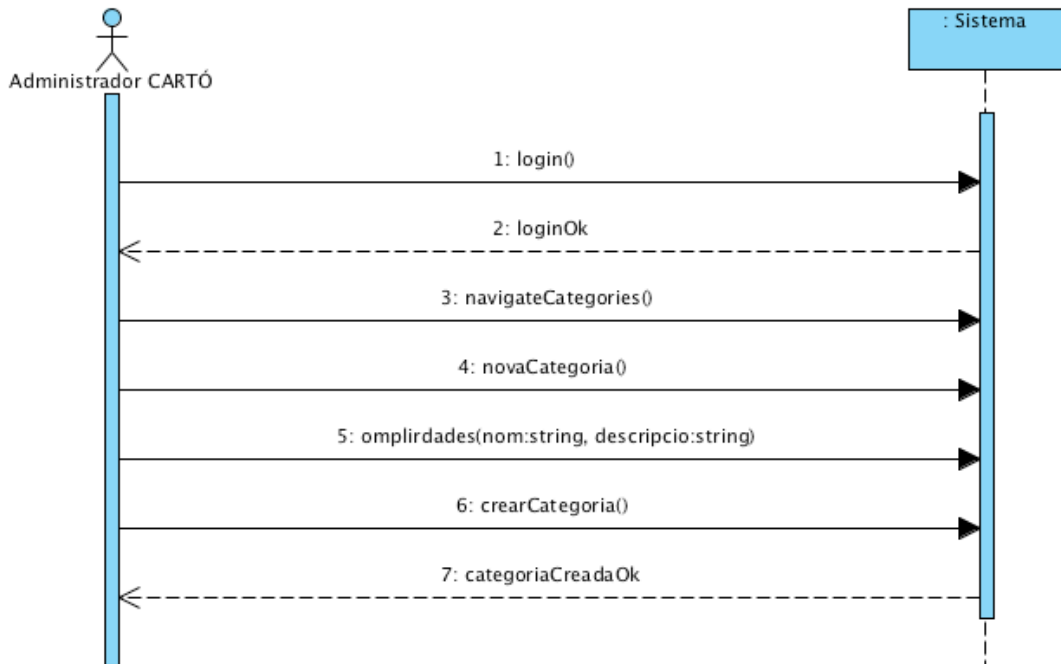 : Sistema
Administrador CARTÓ
1: login()
2: loginOk
3: navigateCategories()
4: novaCategoria()
5: omplirdades(nom:string, descripcio:string)
6: crearCategoria()
7: categoriaCreadaOk